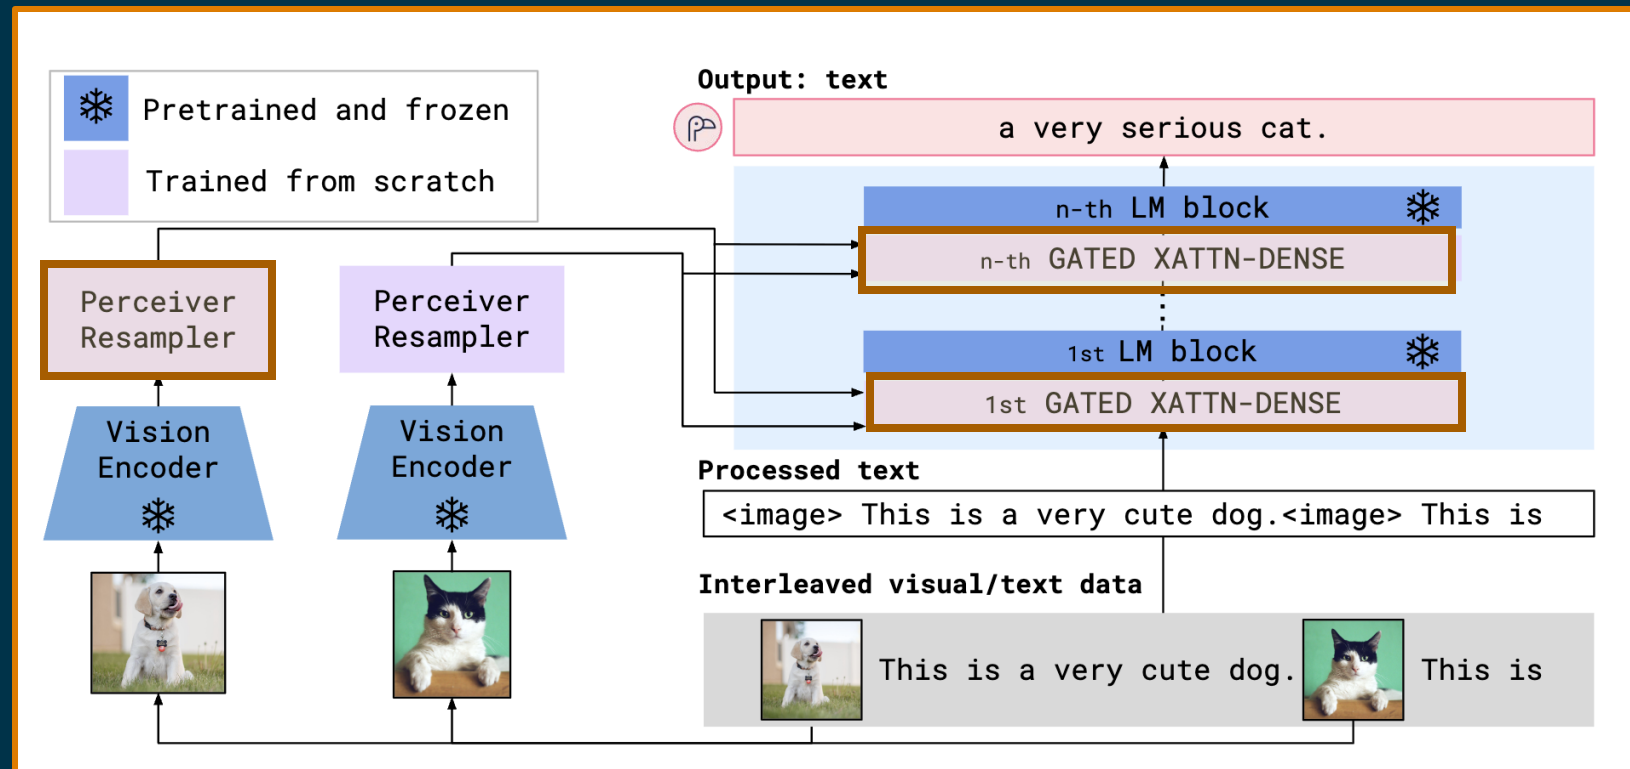 Pretrained and frozen
Trained from scratch
Perceiver
Resampler
Vision
Encoder
Perceiver
Resampler
Vision
Encoder
Output: text
a very serious cat.
n-th LM block
n-th GATED XATTN-DENSE
1st LM block
1st GATED XATTN-DENSE
Processed text
<image> This is a very cute dog.<image> This is
Interleaved visual/text data
This is a very cute dog.
This is